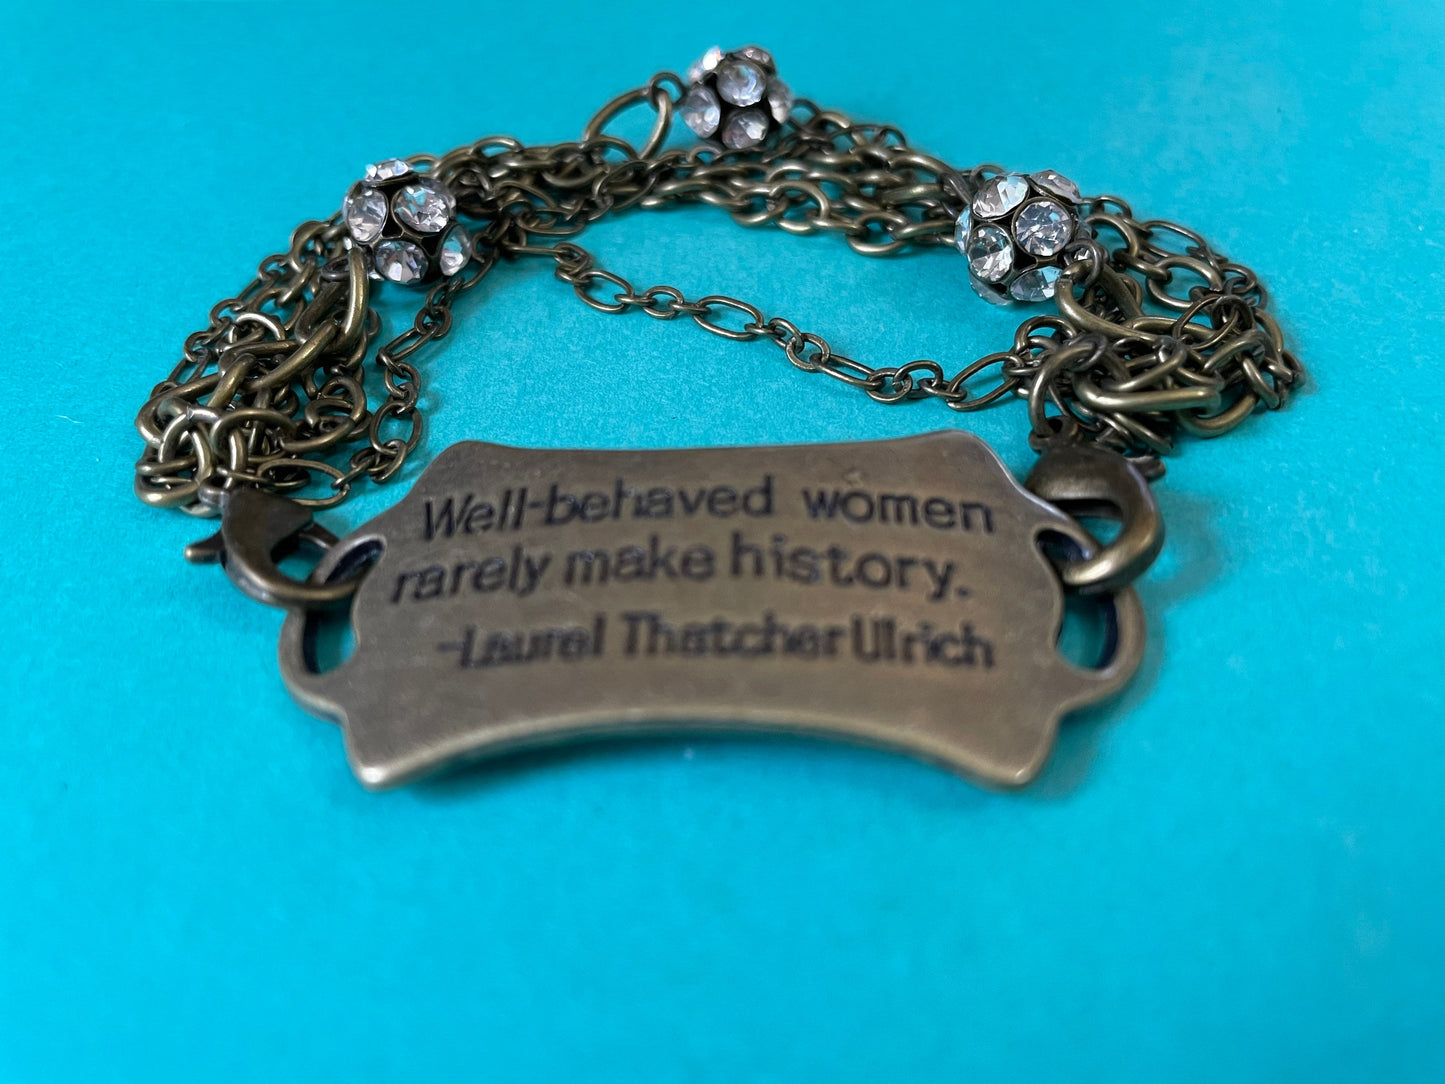 Well-behaved women
rarely make history.
-Laurel Thatcher Ulrich